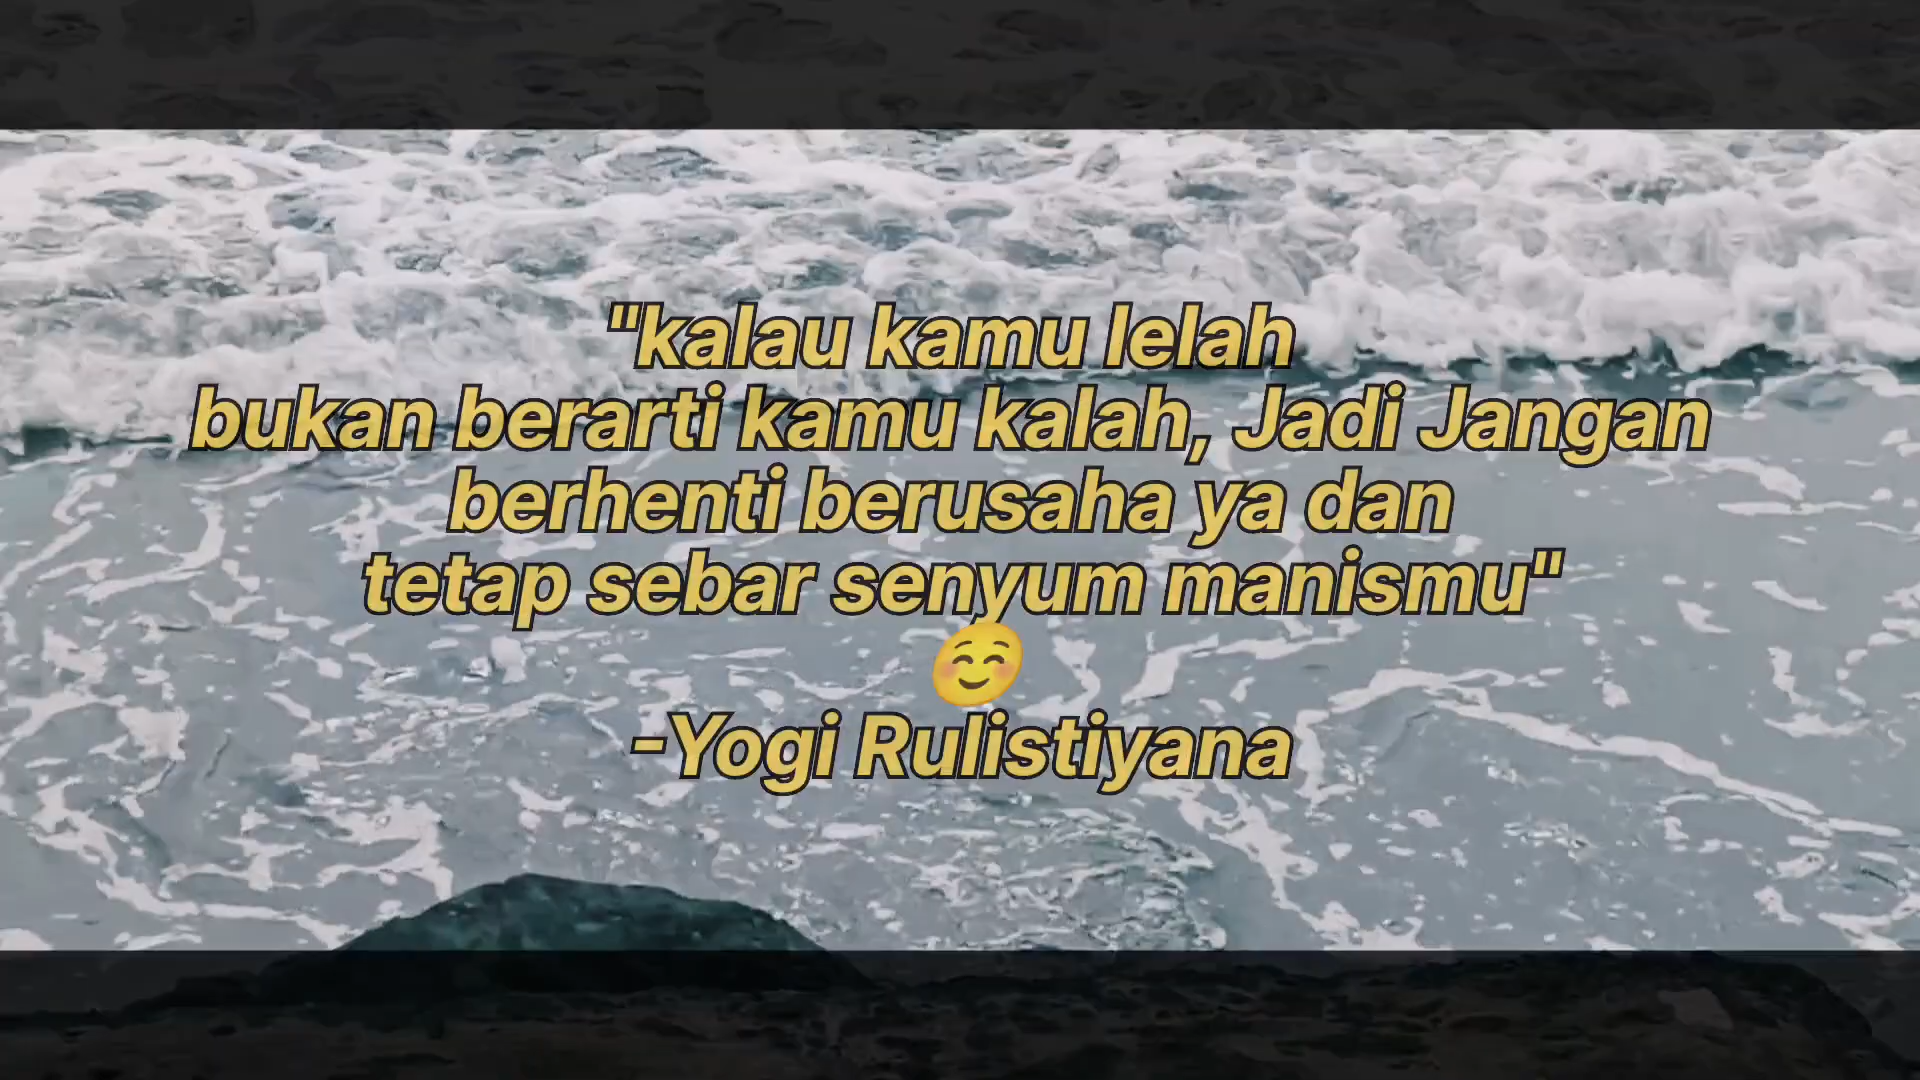 "kalau kamu lelah
bukan berarti kamu kalah, Jadi Jangan
berhenti berusaha ya dan
tetap sebar senyum manismu"
☺️
-Yogi Rulistiyana